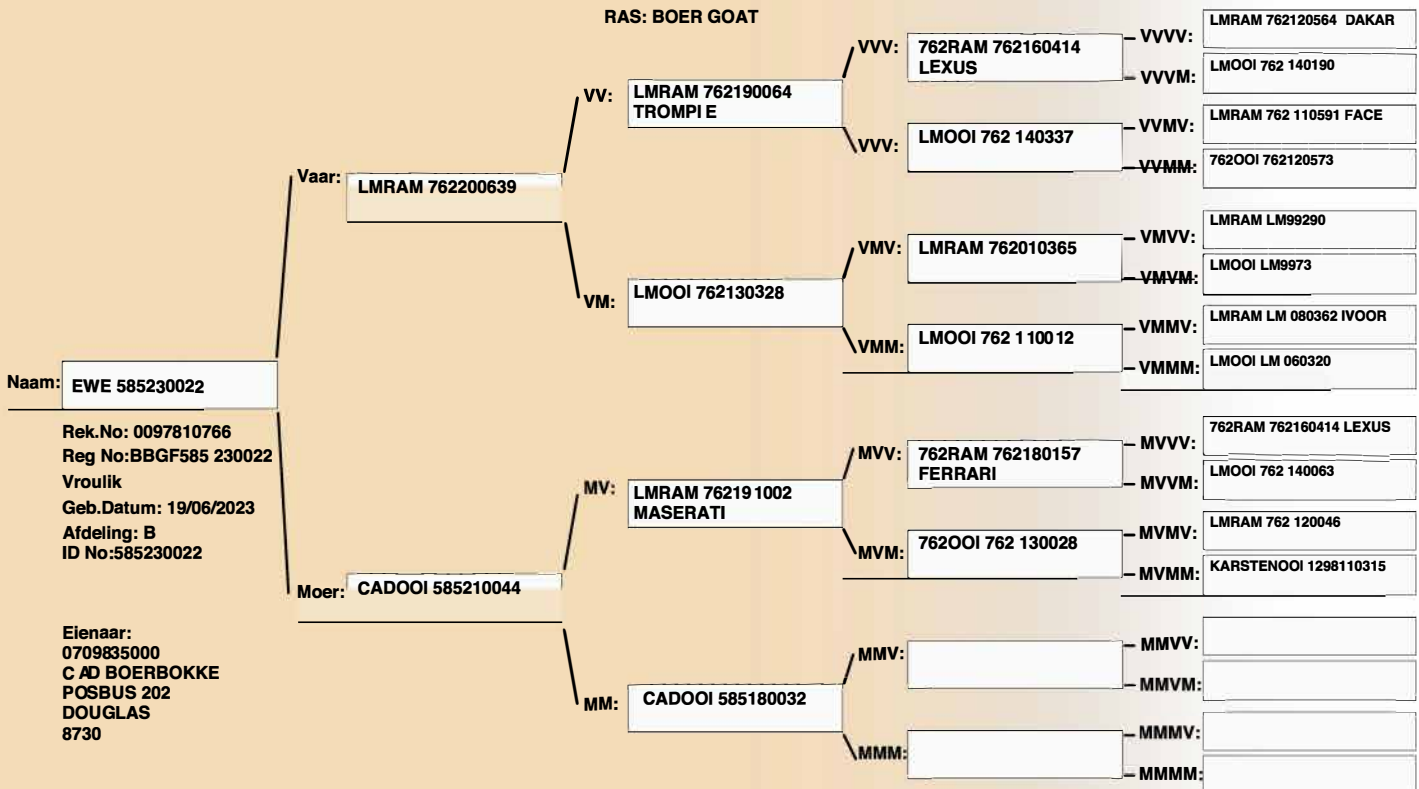 RAS: BOER GOAT
Naam: EWE 585230022
Rek.No: 0097810766
Reg No:BBGF585 230022
Vroulik
Geb.Datum: 19/06/2023
Afdeling: B
ID No:585230022
Eienaar:
0709835000
C AD BOERBOKKE
POSBUS 202
DOUGLAS
8730
Vaar: LMRAM 762200639
Moer: CADOOI 585210044
VV: LMRAM 762190064
TROMPI E
VM: LMOOI 762130328
MV: LMRAM 762191002
MASERATI
MM: CADOOI 585180032
VVV: 762RAM 762160414
LEXUS
VVV: LMOOI 762 140337
VMV: LMRAM 762010365
VMM: LMOOI 762 110012
MVV: 762RAM 762180157
FERRARI
MVM: 762OOI 762 130028
MMV:
MMM:
VVVV: LMRAM 762120564 DAKAR
VVVM: LMOOI 762 140190
VVMV: LMRAM 762 110591 FACE
VVMM: 762OOI 762120573
VMVV: LMRAM LM99290
VMVM: LMOOI LM9973
VMMV: LMRAM LM 080362 IVOOR
VMMM: LMOOI LM 060320
MVVV: 762RAM 762160414 LEXUS
MVVM: LMOOI 762 140063
MVMV: LMRAM 762 120046
MVMM: KARSTENOOI 1298110315
MMVV:
MMVM:
MMMV:
MMMM: